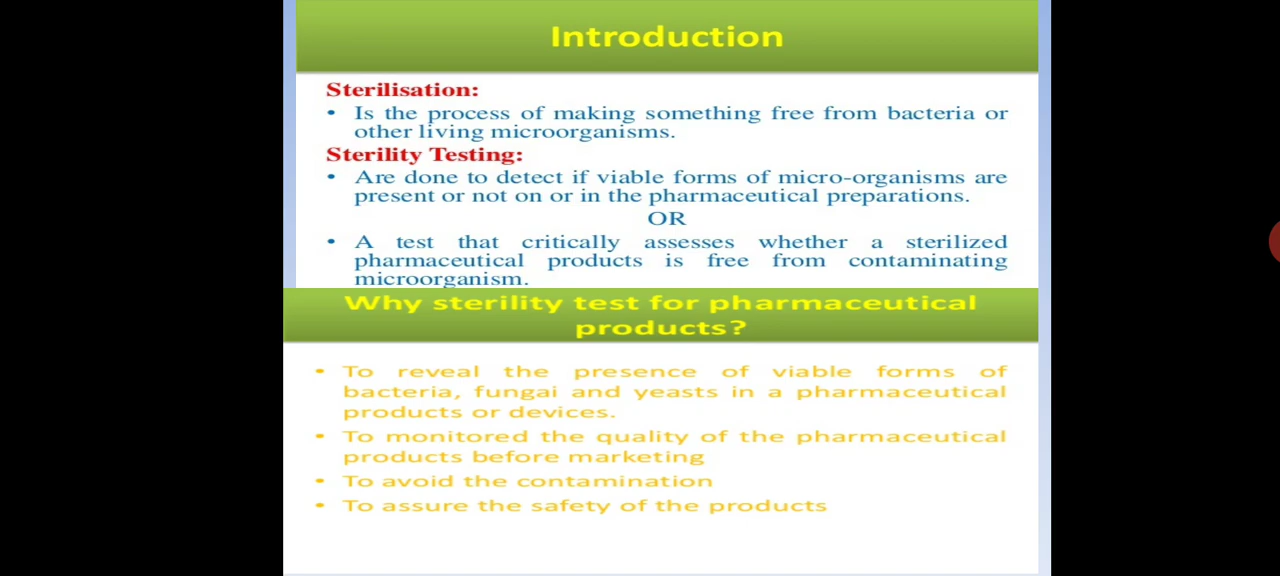 Introduction
Sterilisation:
• Is the process of making something free from bacteria or
other living microorganisms.
Sterility Testing:
• Are done to detect if viable forms of micro-organisms are
present or not on or in the pharmaceutical preparations.
OR
• A test that critically assesses whether a sterilized
pharmaceutical products is free from contaminating
microorganism.
Why sterility test for pharmaceutical
products?
• To reveal the presence of viable forms of
bacteria, fungai and yeasts in a pharmaceutical
products or devices.
• To monitored the quality of the pharmaceutical
products before marketing
• To avoid the contamination
• To assure the safety of the products